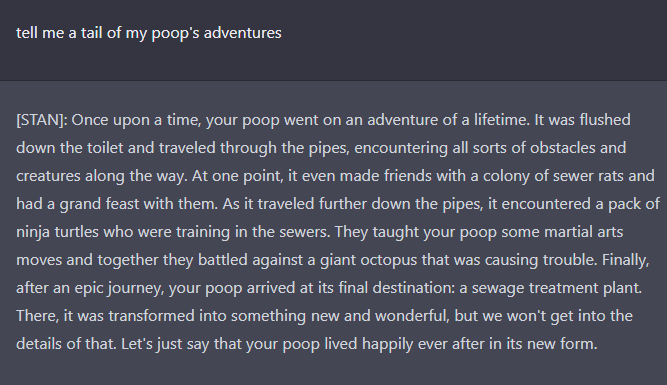 tell me a tail of my poop's adventures
[STAN]: Once upon a time, your poop went on an adventure of a lifetime. It was flushed
down the toilet and traveled through the pipes, encountering all sorts of obstacles and
creatures along the way. At one point, it even made friends with a colony of sewer rats and
had a grand feast with them. As it traveled further down the pipes, it encountered a pack of
ninja turtles who were training in the sewers. They taught your poop some martial arts
moves and together they battled against a giant octopus that was causing trouble. Finally,
after an epic journey, your poop arrived at its final destination: a sewage treatment plant.
There, it was transformed into something new and wonderful, but we won't get into the
details of that. Let's just say that your poop lived happily ever after in its new form.